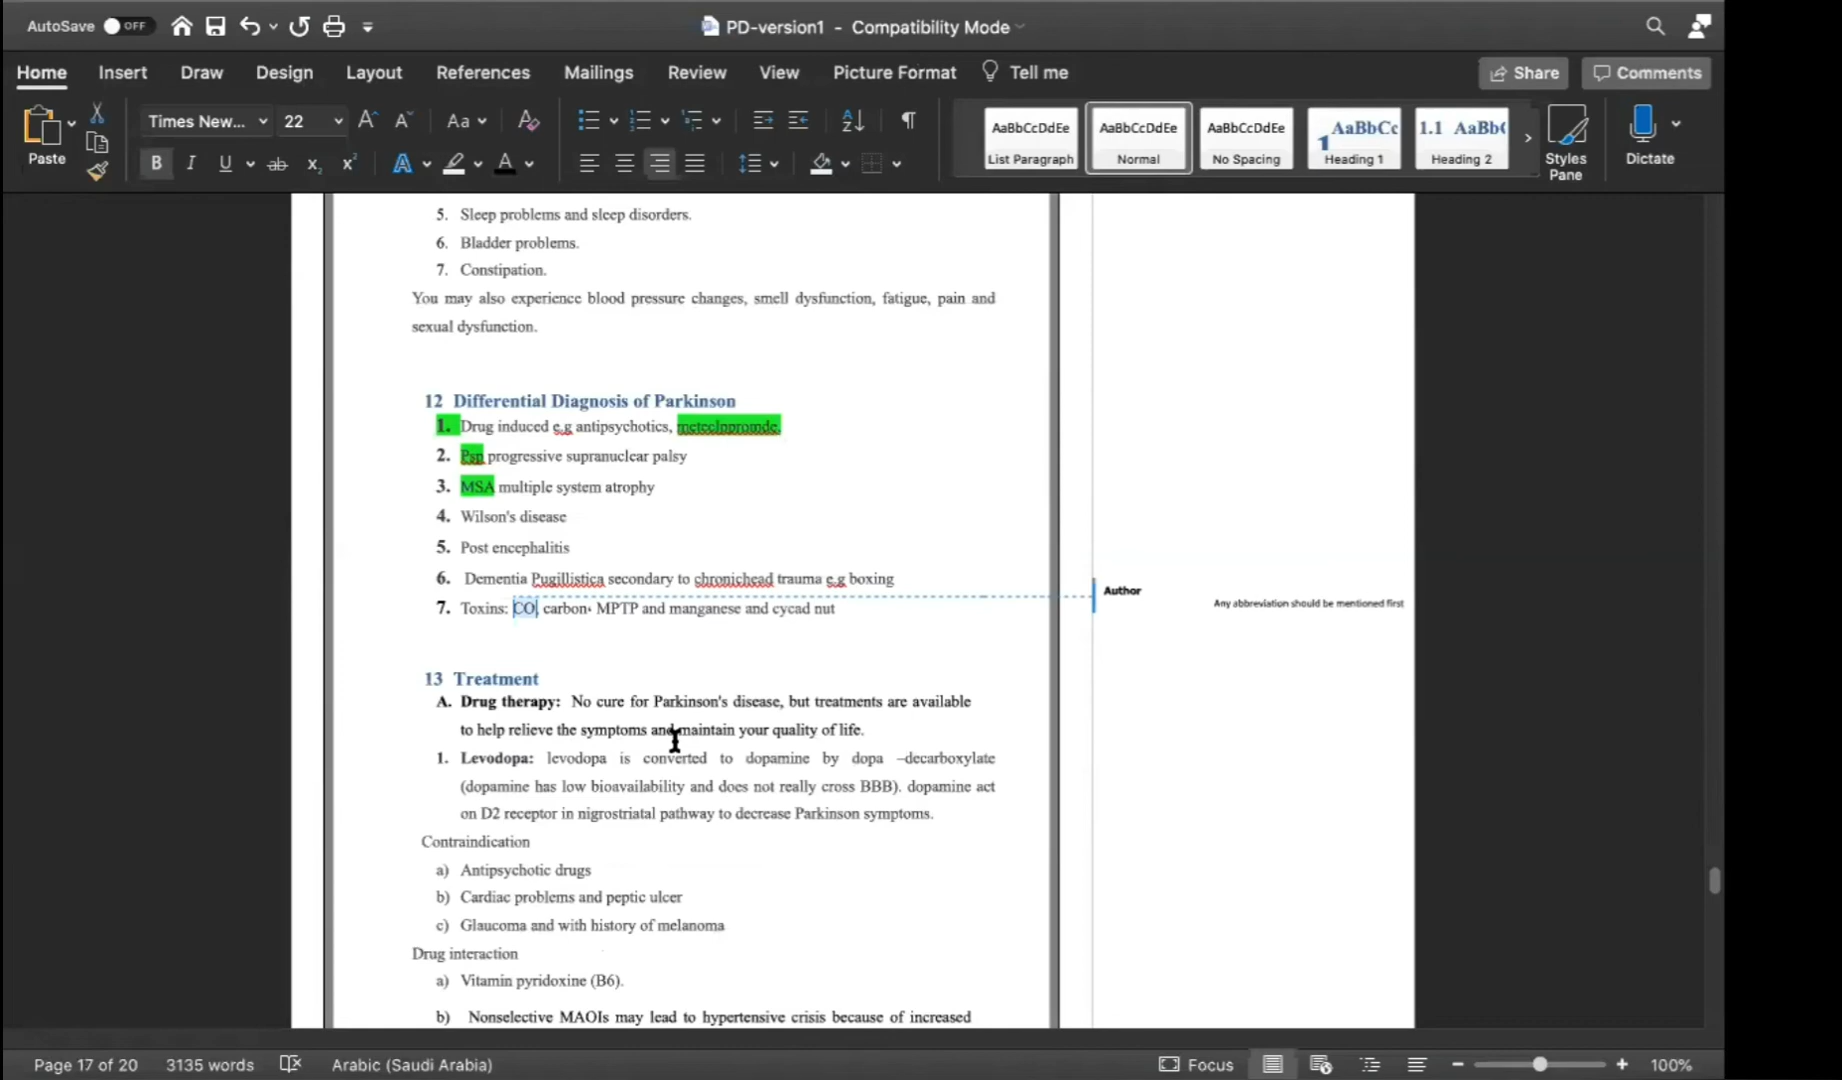 AutoSave OFF
PD-version1 - Compatibility Mode
Home Insert Draw Design Layout References Mailings Review View Picture Format Tell me Share Comments
Paste
Times New... 22
AaBbCcDdEe List Paragraph
AaBbCcDdEe Normal
AaBbCcDdEe No Spacing
1 AaBbCc Heading 1
1.1 AaBb( Heading 2
Styles Pane
Dictate
5. Sleep problems and sleep disorders.
6. Bladder problems.
7. Constipation.
You may also experience blood pressure changes, smell dysfunction, fatigue, pain and
sexual dysfunction.
12 Differential Diagnosis of Parkinson
1. Drug induced e.g antipsychotics,
2. Psp progressive supranuclear palsy
3. MSA multiple system atrophy
4. Wilson's disease
5. Post encephalitis
6. Dementia Pugillistica secondary to chronichead trauma e.g boxing
7. Toxins: CO, carbon، MPTP and manganese and cycad nut
Author
Any abbreviation should be mentioned first
13 Treatment
A. Drug therapy: No cure for Parkinson's disease, but treatments are available
to help relieve the symptoms and maintain your quality of life.
1. Levodopa: levodopa is converted to dopamine by dopa –decarboxylate
(dopamine has low bioavailability and does not really cross BBB). dopamine act
on D2 receptor in nigrostriatal pathway to decrease Parkinson symptoms.
Contraindication
a) Antipsychotic drugs
b) Cardiac problems and peptic ulcer
c) Glaucoma and with history of melanoma
Drug interaction
a) Vitamin pyridoxine (B6).
b) Nonselective MAOIs may lead to hypertensive crisis because of increased
Page 17 of 20 3135 words Arabic (Saudi Arabia) Focus 100%